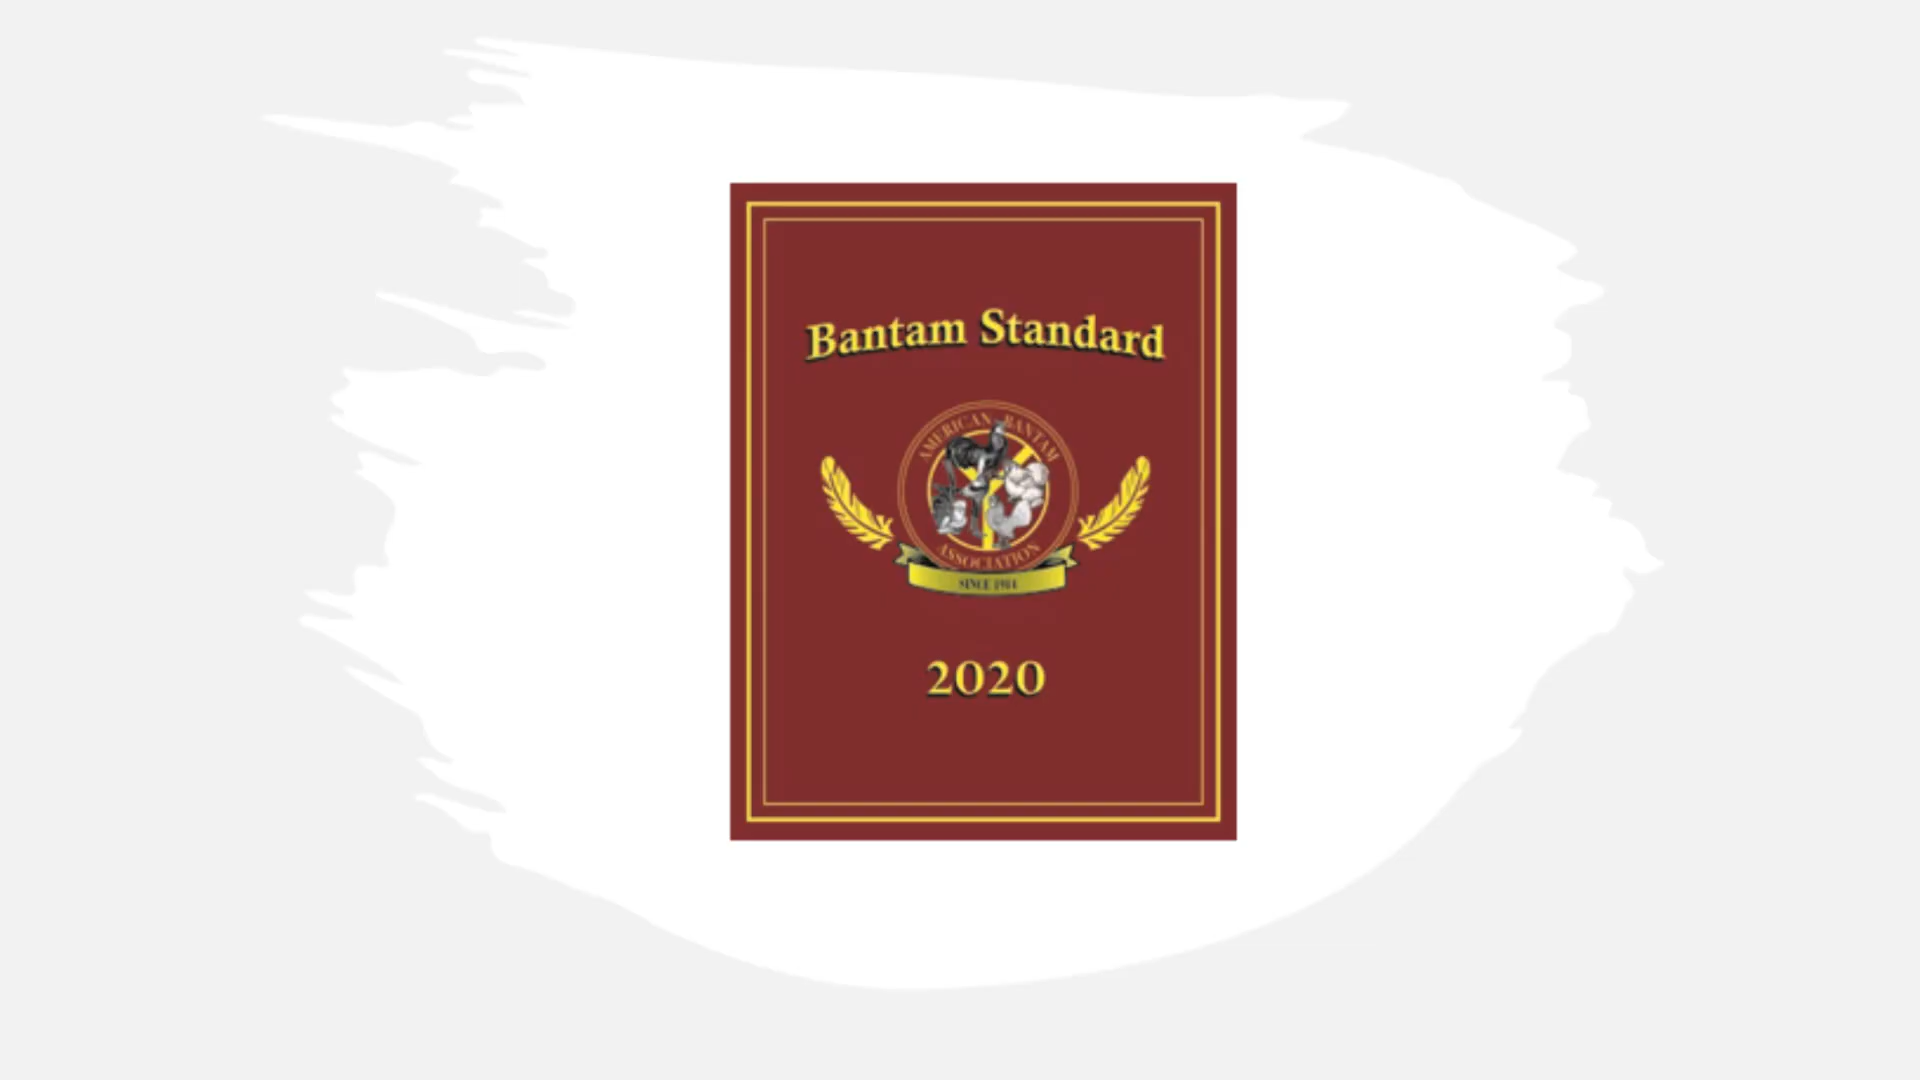 Bantam Standard
AMERICAN BANTAM
ASSOCIATION
SINCE 1914
2020